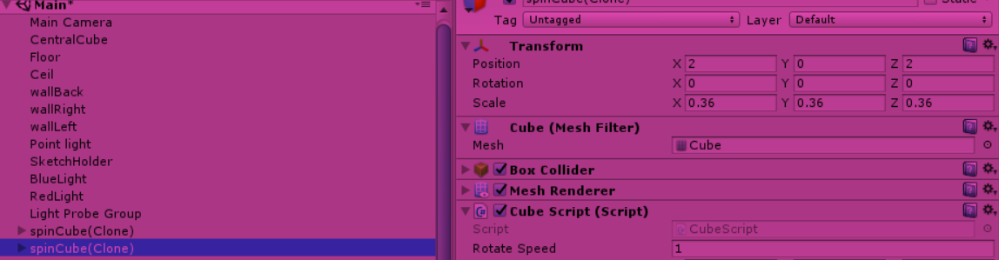 Main*
Main Camera
CentralCube
Floor
Ceil
wallBack
wallRight
wallLeft
Point light
SketchHolder
BlueLight
RedLight
Light Probe Group
spinCube(Clone)
spinCube(Clone)
spinCube(Clone)
Static
Tag Untagged Layer Default
Transform
Position X 2 Y 0 Z 2
Rotation X 0 Y 0 Z 0
Scale X 0.36 Y 0.36 Z 0.36
Cube (Mesh Filter)
Mesh Cube
Box Collider
Mesh Renderer
Cube Script (Script)
Script CubeScript
Rotate Speed 1